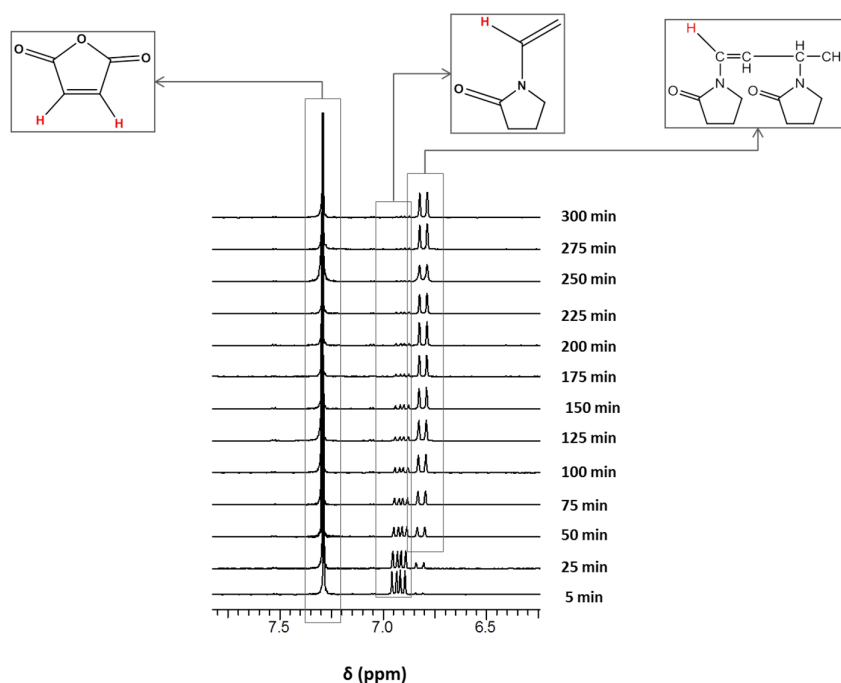 O
O
O
H
H
H
N
O
H
C
C
H
H
C
CH
N
N
O
O
300 min
275 min
250 min
225 min
200 min
175 min
150 min
125 min
100 min
75 min
50 min
25 min
5 min
7.5
7.0
6.5
δ (ppm)